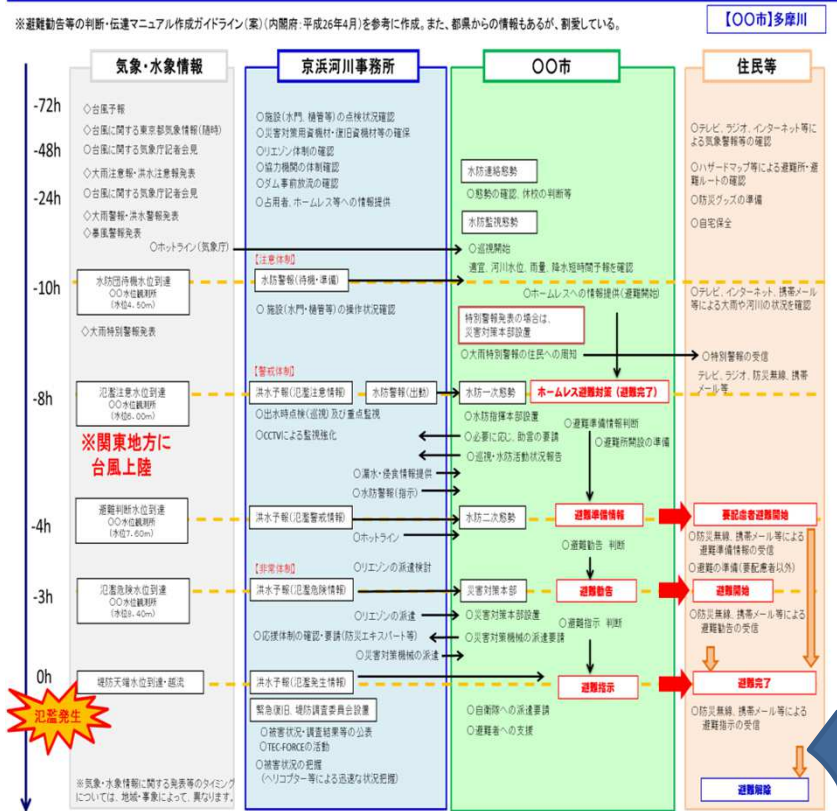 ※避難勧告等の判断・伝達マニュアル作成ガイドライン(案)(内閣府:平成26年4月)を参考に作成。また、都県からの情報もあるが、割愛している。
【〇〇市】多摩川
気象・水象情報
京浜河川事務所
〇〇市
住民等
-72h
◇台風予報
◇台風に関する東京都気象情報(随時)
-48h
○台風に関する気象庁記者会見
◇大雨注意報・洪水注意報発表
○台風に関する気象庁記者会見
-24h
◇大雨警報・洪水警報発表
◇暴風警報発表
○ホットライン(気象庁)
-10h
水防団待機水位到達
〇〇水位観測所
(水位4.50m)
◇大雨特別警報発表
-8h
氾濫注意水位到達
〇〇水位観測所
(水位6.00m)
※関東地方に
台風上陸
-4h
避難判断水位到達
〇〇水位観測所
(水位7.60m)
-3h
氾濫危険水位到達
〇〇水位観測所
(水位8.40m)
0h
堤防天端水位到達・越流
氾濫発生
※気象・水象情報に関する発表等のタイミング
については、地域・事象によって、異なります。
○施設(水門、樋管等)の点検状況確認
○災害対策用資機材・復旧資機材等の確保
○リエゾン体制の確認
○協力機関の体制確認
○ダム事前放流の確認
○占用者、ホームレス等への情報提供
【注意体制】
水防警報(待機・準備)
○ 施設(水門・樋管等)の操作状況確認
【警戒体制】
洪水予報(氾濫注意情報)
水防警報(出動)
○出水時点検(巡視)及び重点監視
○CCTVによる監視強化
○漏水・侵食情報提供
○水防警報(指示)
洪水予報(氾濫警戒情報)
○ホットライン
【非常体制】
○リエゾンの派遣検討
洪水予報(氾濫危険情報)
○リエゾンの派遣
○応援体制の確認・要請(防災エキスパート等)
○災害対策機械の派遣
洪水予報(氾濫発生情報)
緊急復旧、堤防調査委員会設置
○被害状況・調査結果等の公表
○TEC-FORCEの活動
○被害状況の把握
(ヘリコプター等による迅速な状況把握)
水防連絡態勢
○態勢の確認、休校の判断等
水防監視態勢
○巡視開始
適宜、河川水位、雨量、降水短時間予報を確認
○ホームレスへの情報提供(避難開始)
特別警報発表の場合は、
災害対策本部設置
○大雨特別警報の住民への周知
水防一次態勢
ホームレス避難対策(避難完了)
○水防指揮本部設置
○避難準備情報判断
○必要に応じ、助言の要請
○避難所開設の準備
○巡視・水防活動状況報告
水防二次態勢
避難準備情報
○避難勧告 判断
災害対策本部
避難勧告
○災害対策本部設置
○避難指示 判断
○災害対策機械の派遣要請
避難指示
○自衛隊への派遣要請
○避難者への支援
○テレビ、ラジオ、インターネット等に
よる気象警報等の確認
○ハザードマップ等による避難所・避
難ルートの確認
○防災グッズの準備
○自宅保全
○テレビ、インターネット、携帯メール
等による大雨や河川の状況を確認
○特別警報の受信
テレビ、ラジオ、防災無線、携帯
メール等
要配慮者避難開始
○防災無線、携帯メール等による
避難準備情報の受信
○避難の準備(要配慮者以外)
避難開始
○防災無線、携帯メール等による
避難勧告の受信
避難完了
○防災無線、携帯メール等による
避難指示の受信
避難解除